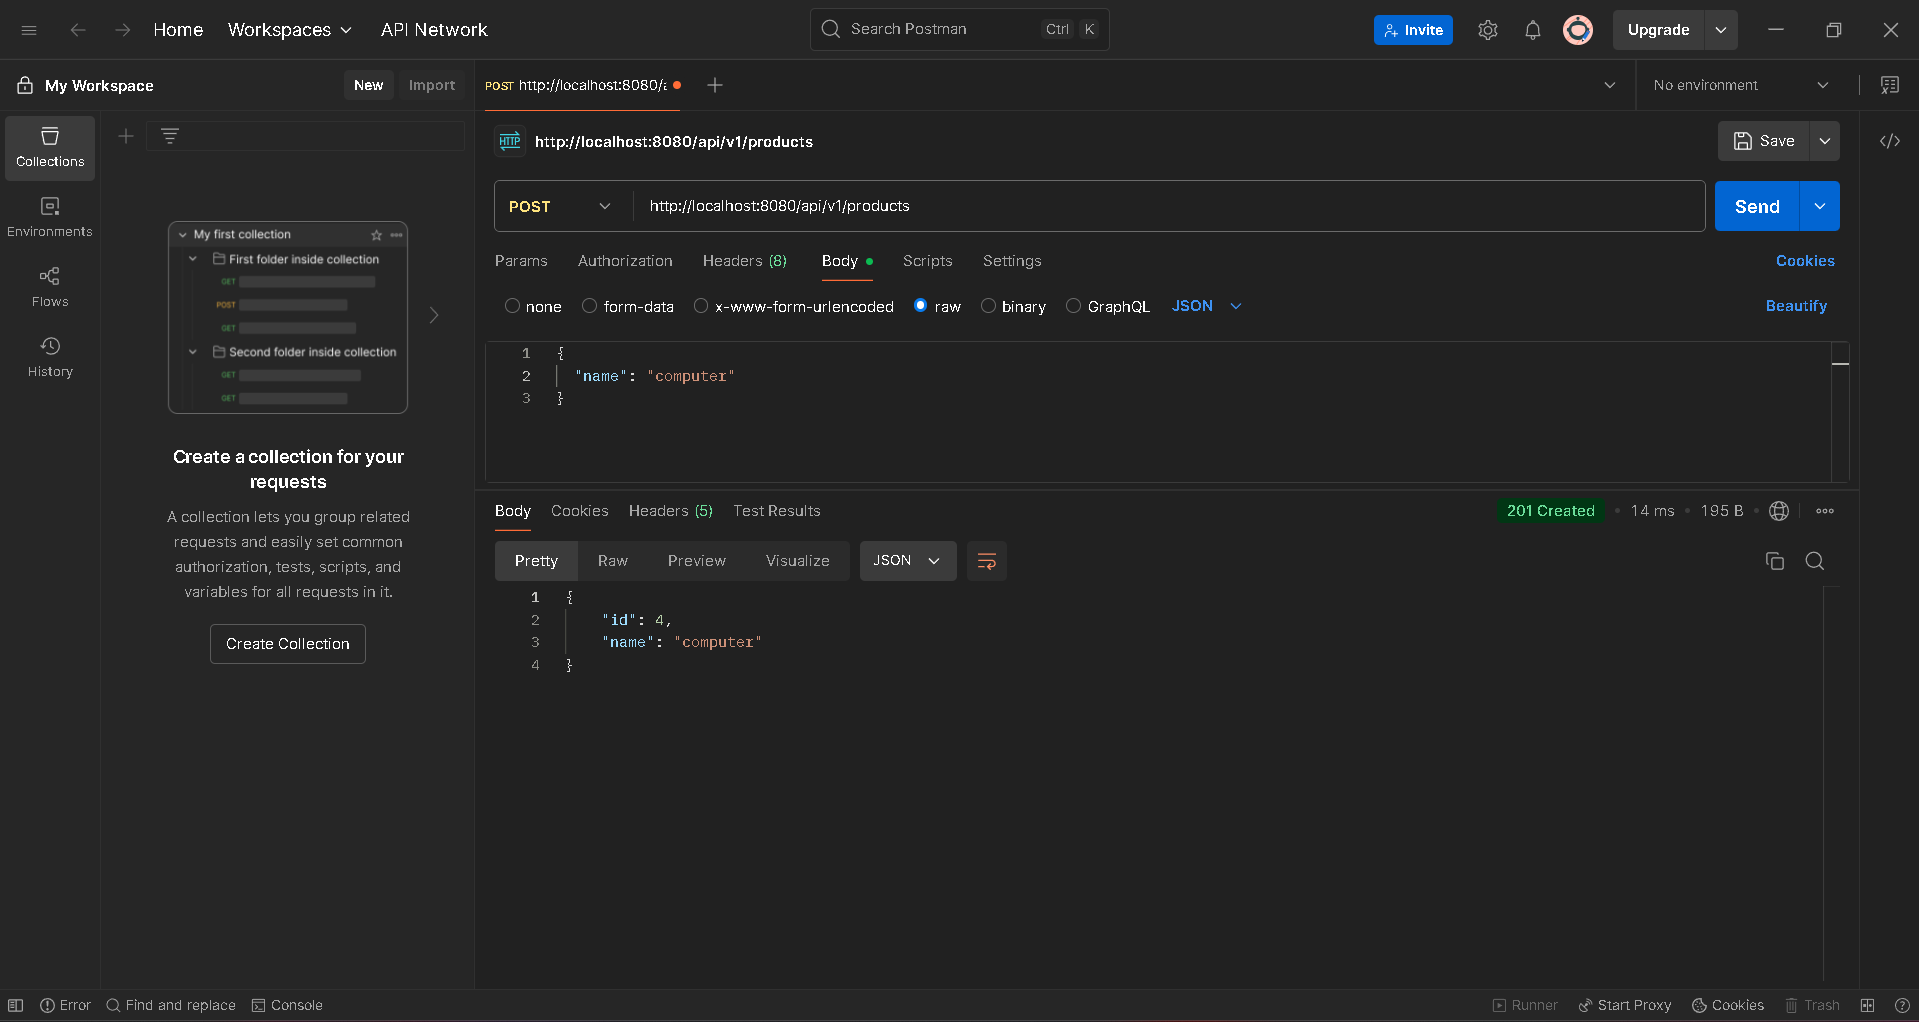 Home Workspaces API Network Search Postman Ctrl K Invite Upgrade
My Workspace New Import POST http://localhost:8080/a No environment
Collections
Environments
Flows
History
My first collection
First folder inside collection
GET
POST
GET
Second folder inside collection
GET
GET
Create a collection for your
requests
A collection lets you group related
requests and easily set common
authorization, tests, scripts, and
variables for all requests in it.
Create Collection
HTTP http://localhost:8080/api/v1/products Save </>
POST http://localhost:8080/api/v1/products Send
Params Authorization Headers (8) Body Scripts Settings Cookies
none form-data x-www-form-urlencoded raw binary GraphQL JSON Beautify
1 {
2 "name": "computer"
3 }
Body Cookies Headers (5) Test Results 201 Created 14 ms 195 B
Pretty Raw Preview Visualize JSON
1 {
2 "id": 4,
3 "name": "computer"
4 }
Error Find and replace Console Runner Start Proxy Cookies Trash